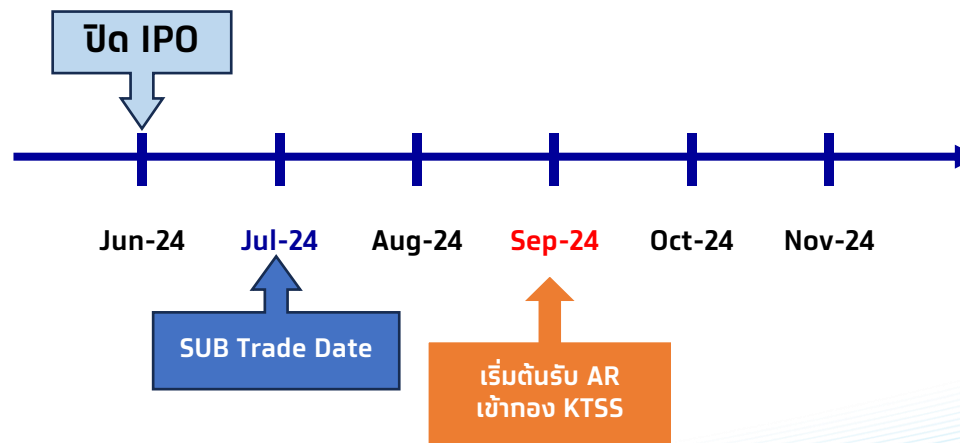 ปิด IPO
Jun-24 Jul-24 Aug-24 Sep-24 Oct-24 Nov-24
SUB Trade Date
เริ่มต้นรับ AR
เข้ากอง KTSS